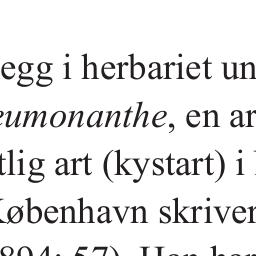 egg i herbariet un
eumonanthe, en ar
tlig art (kystart) i
København skriver
894: 57). Han har